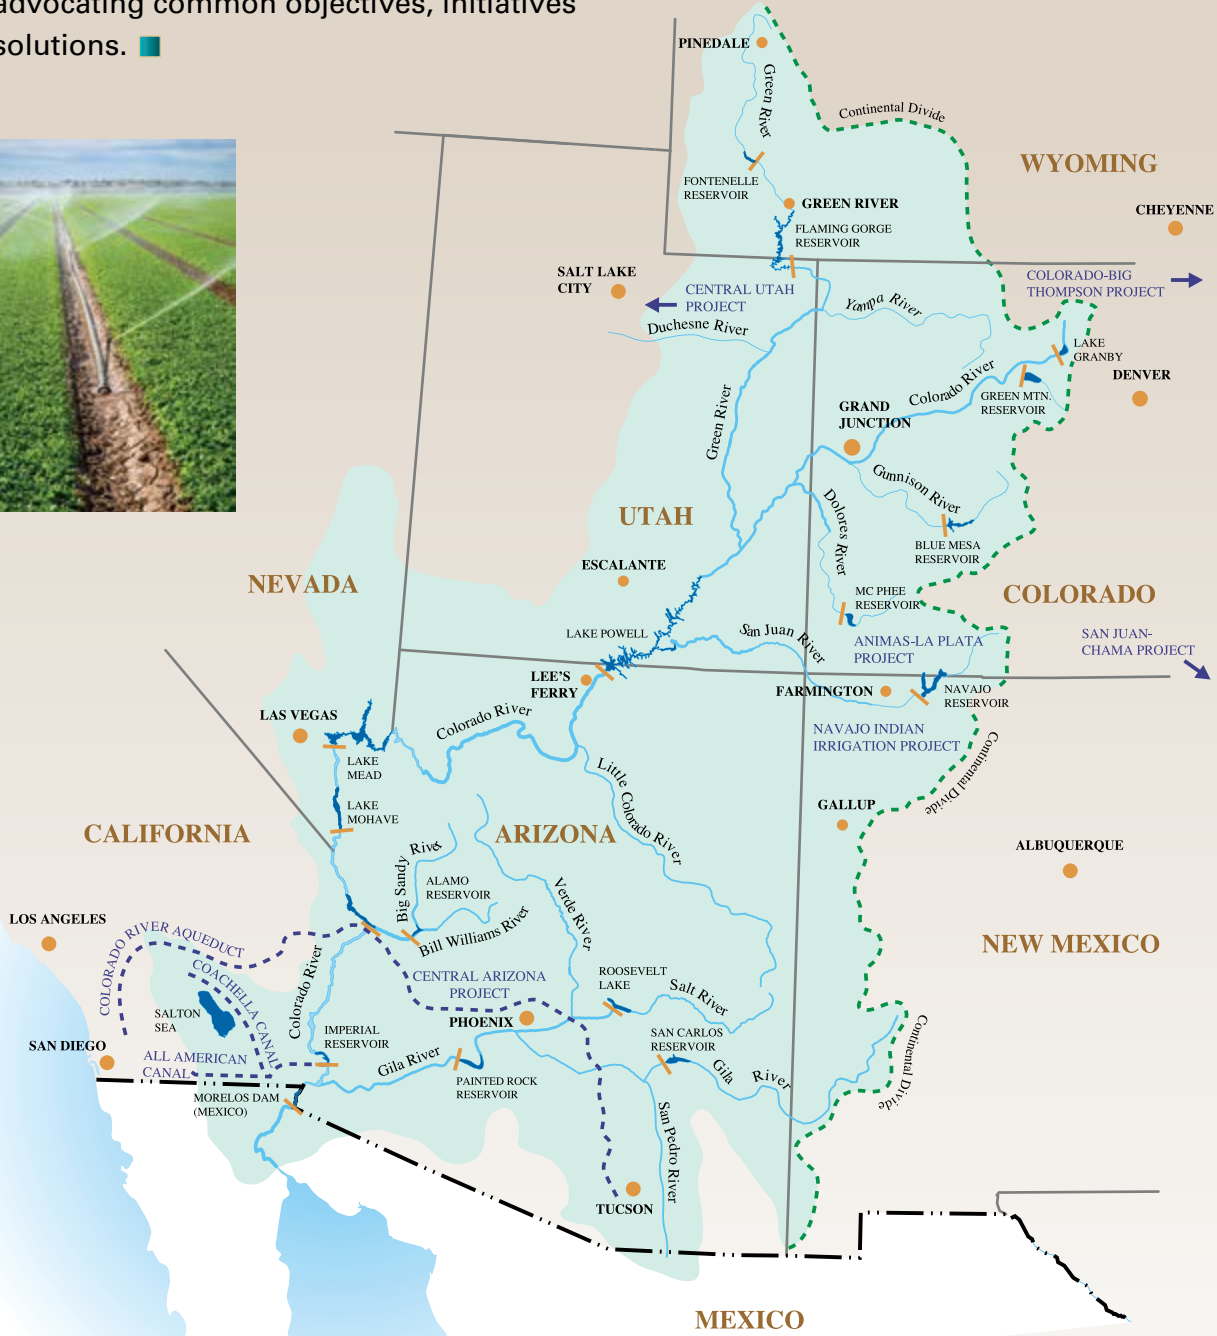 advocating common objectives, initiatives
solutions.
PINEDALE
Green River
Continental Divide
WYOMING
FONTENELLE
RESERVOIR
GREEN RIVER
CHEYENNE
FLAMING GORGE
RESERVOIR
SALT LAKE
CITY
CENTRAL UTAH
PROJECT
COLORADO-BIG
THOMPSON PROJECT
Yampa River
Duchesne River
LAKE
GRANBY
DENVER
Colorado River
GREEN MTN.
RESERVOIR
GRAND
JUNCTION
Green River
Gunnison River
UTAH
Dolores River
BLUE MESA
RESERVOIR
ESCALANTE
NEVADA
MC PHEE
RESERVOIR
COLORADO
LAKE POWELL
San Juan River
ANIMAS-LA PLATA
PROJECT
SAN JUAN-
CHAMA PROJECT
LEE'S
FERRY
FARMINGTON
NAVAJO
RESERVOIR
LAS VEGAS
Colorado River
NAVAJO INDIAN
IRRIGATION PROJECT
Continental Divide
LAKE
MEAD
Little Colorado River
LAKE
MOHAVE
GALLUP
CALIFORNIA
ARIZONA
ALBUQUERQUE
Big Sandy River
ALAMO
RESERVOIR
Verde River
LOS ANGELES
COLORADO RIVER AQUEDUCT
Bill Williams River
NEW MEXICO
COACHELLA CANAL
Colorado River
CENTRAL ARIZONA
PROJECT
ROOSEVELT
LAKE
Salt River
SALTON
SEA
PHOENIX
IMPERIAL
RESERVOIR
SAN CARLOS
RESERVOIR
SAN DIEGO
ALL AMERICAN
CANAL
Gila River
Gila River
Continental Divide
PAINTED ROCK
RESERVOIR
MORELOS DAM
(MEXICO)
San Pedro River
TUCSON
MEXICO